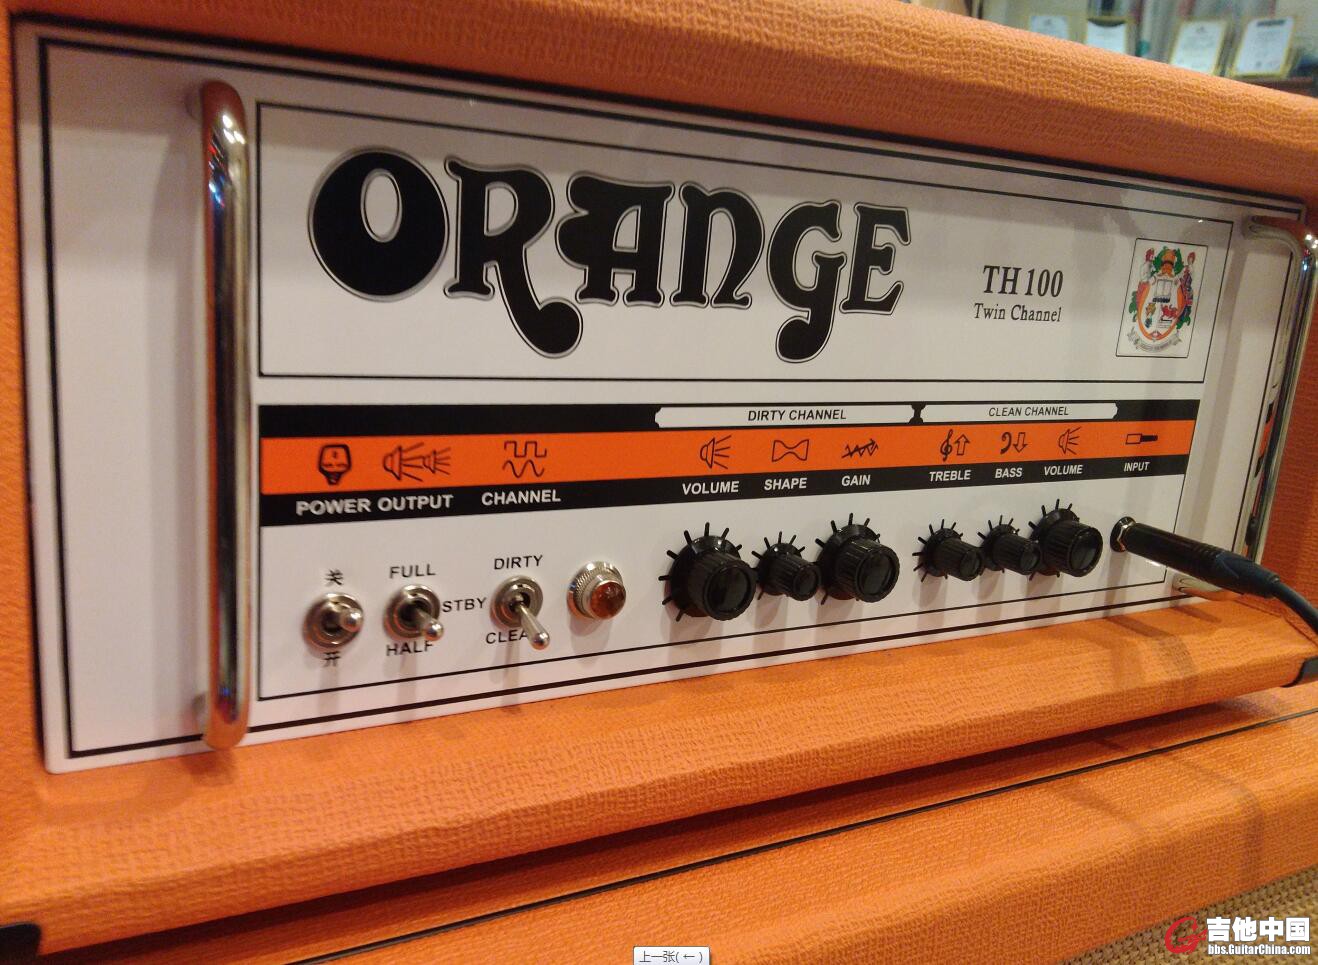 ORANGE
TH100
Twin Channel
DIRTY CHANNEL
CLEAN CHANNEL
POWER OUTPUT
CHANNEL
VOLUME
SHAPE
GAIN
TREBLE
BASS
VOLUME
INPUT
关
开
FULL
HALF
DIRTY
STBY
CLEA
上一张( ← )
吉他中国
bbs.GuitarChina.com